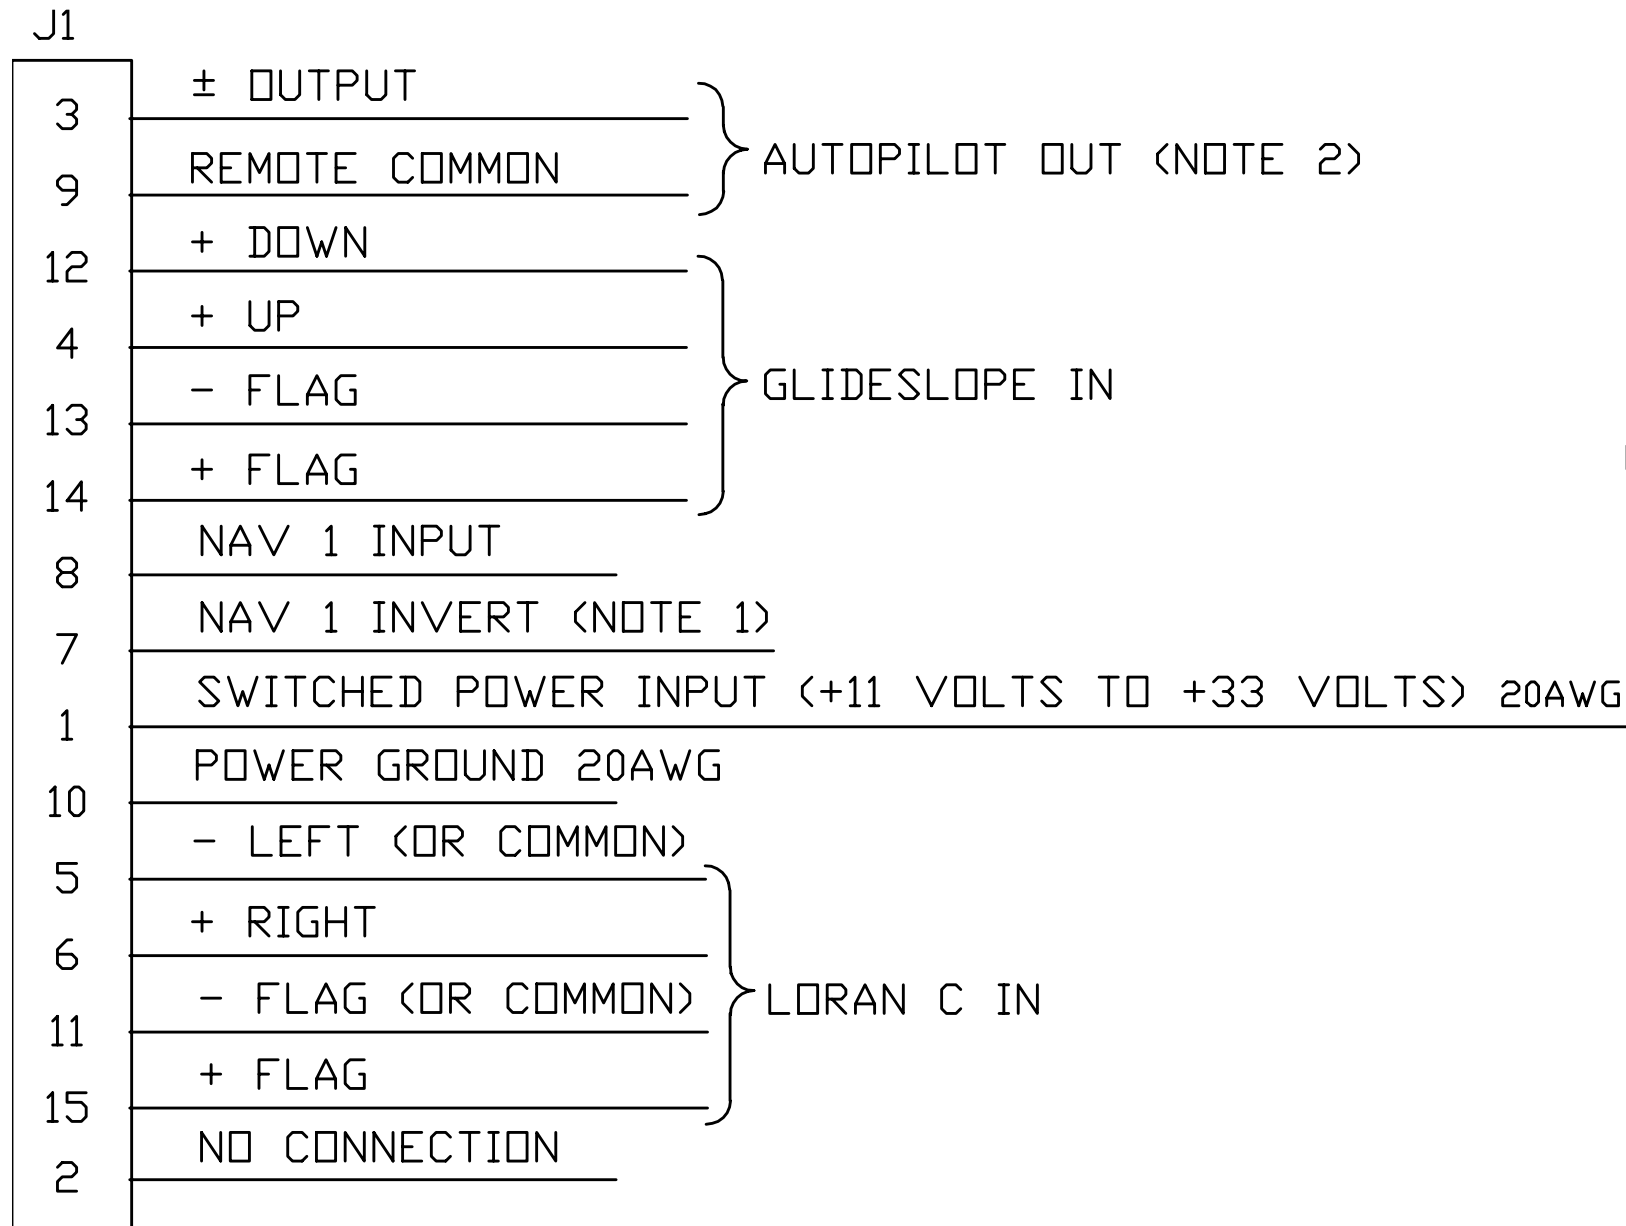 J1
± OUTPUT
3
REMOTE COMMON
9
AUTOPILOT OUT (NOTE 2)
+ DOWN
12
+ UP
4
- FLAG
13
+ FLAG
14
GLIDESLOPE IN
NAV 1 INPUT
8
NAV 1 INVERT (NOTE 1)
7
SWITCHED POWER INPUT (+11 VOLTS TO +33 VOLTS) 20AWG
1
POWER GROUND 20AWG
10
- LEFT (OR COMMON)
5
+ RIGHT
6
- FLAG (OR COMMON)
11
+ FLAG
15
LORAN C IN
NO CONNECTION
2